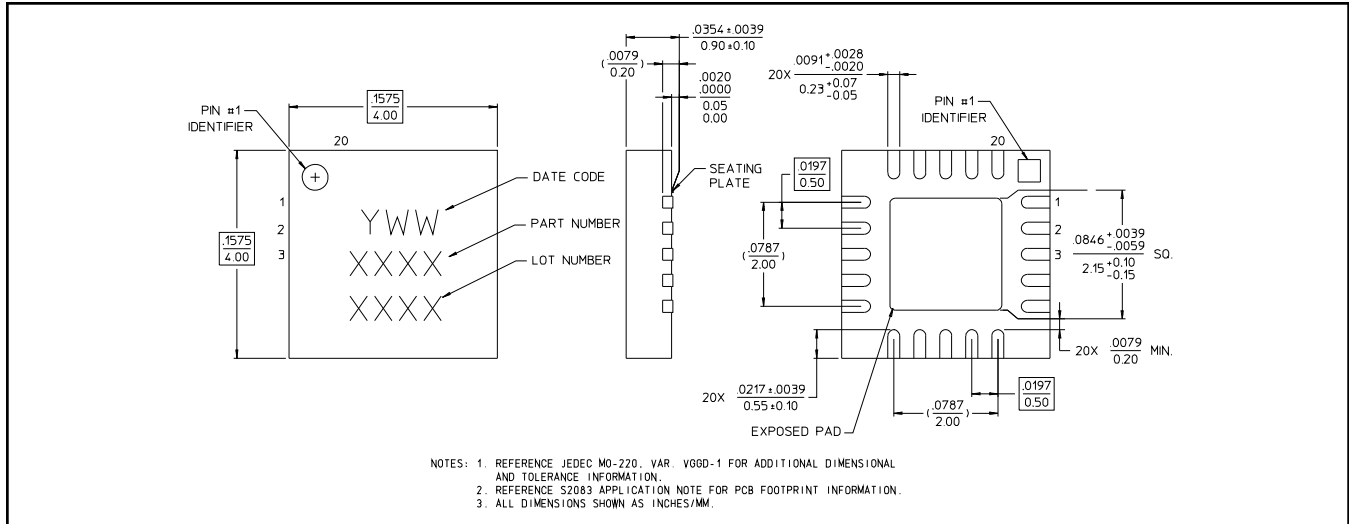 PIN #1
IDENTIFIER
.1575
4.00
20
.1575
4.00
1
2
3
YWW
XXXX
XXXX
DATE CODE
PART NUMBER
LOT NUMBER
.0354±.0039
0.90±0.10
(.0079
0.20)
.0020
.0000
0.05
0.00
SEATING
PLATE
20X .0091 +.0028
-.0020
0.23 +0.07
-0.05
PIN #1
IDENTIFIER
20
.0197
0.50
(.0787
2.00)
1
2
3
.0846 +.0039
-.0059
2.15 +0.10
-0.15
SQ.
20X .0079
0.20 MIN.
20X .0217±.0039
0.55±0.10
(.0787
2.00)
.0197
0.50
EXPOSED PAD
NOTES: 1. REFERENCE JEDEC MO-220, VAR. VGGD-1 FOR ADDITIONAL DIMENSIONAL
AND TOLERANCE INFORMATION.
2. REFERENCE S2083 APPLICATION NOTE FOR PCB FOOTPRINT INFORMATION.
3. ALL DIMENSIONS SHOWN AS INCHES/MM.